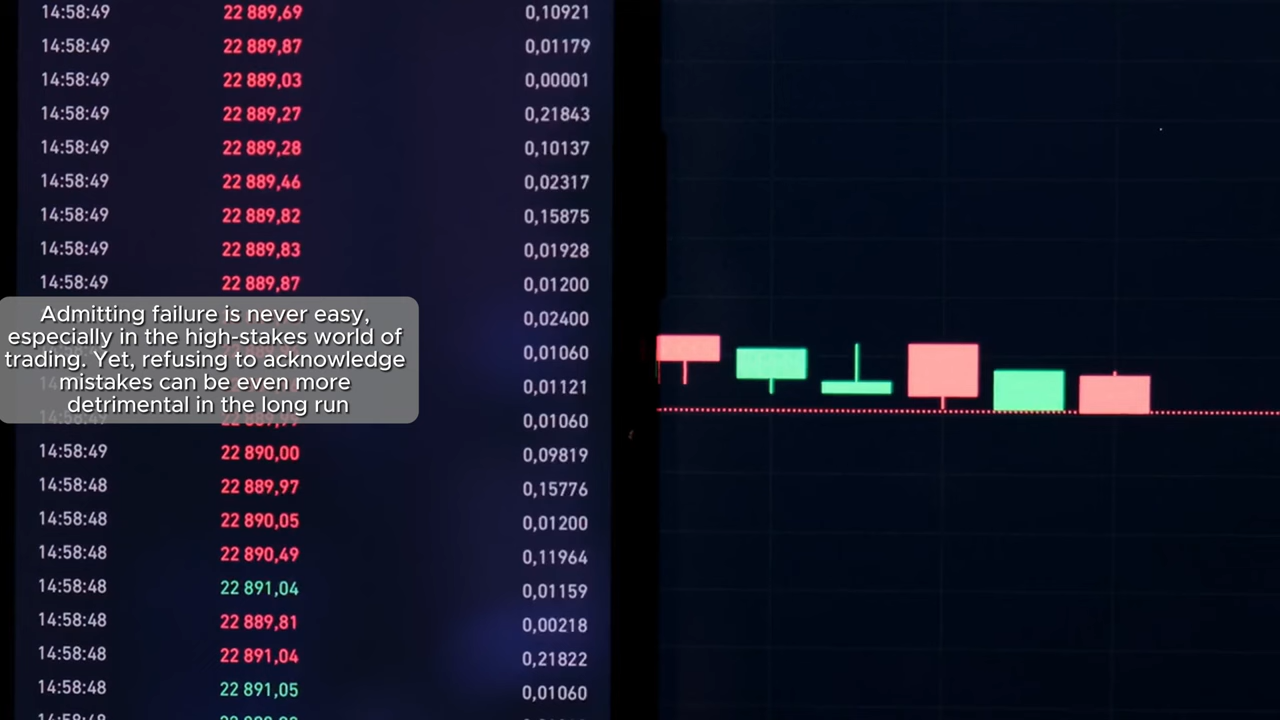 14:58:49 22 889,69 0,10921
14:58:49 22 889,87 0,01179
14:58:49 22 889,03 0,00001
14:58:49 22 889,27 0,21843
14:58:49 22 889,28 0,10137
14:58:49 22 889,46 0,02317
14:58:49 22 889,82 0,15875
14:58:49 22 889,83 0,01928
14:58:49 22 889,87 0,01200
0,02400
0,01060
0,01121
14:58:49 0,01060
Admitting failure is never easy,
especially in the high-stakes world of
trading. Yet, refusing to acknowledge
mistakes can be even more
detrimental in the long run
14:58:49 22 890,00 0,09819
14:58:48 22 889,97 0,15776
14:58:48 22 890,05 0,01200
14:58:48 22 890,49 0,11964
14:58:48 22 891,04 0,01159
14:58:48 22 889,81 0,00218
14:58:48 22 891,04 0,21822
14:58:48 22 891,05 0,01060